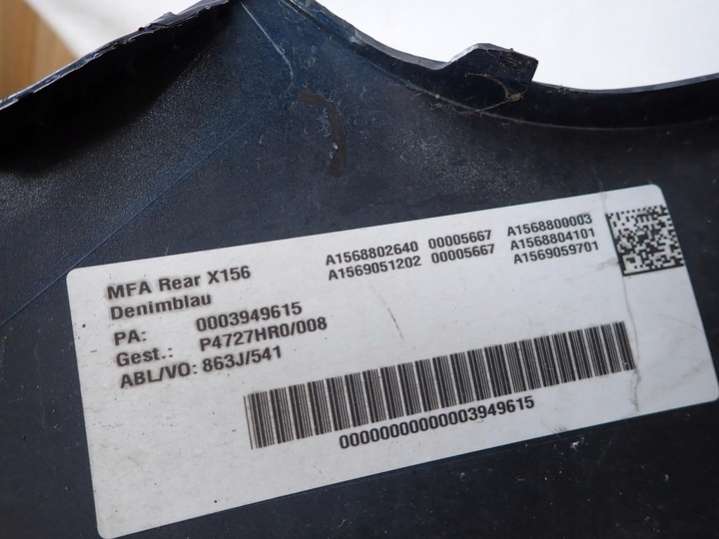 MFA Rear X156
Denimblau
A1568802640 00005667 A1568800003
A1569051202 00005667 A1568804101
A1569059701
PA: 0003949615
Gest.: P4727HR0/008
ABL/VO: 863J/541
00000000000003949615